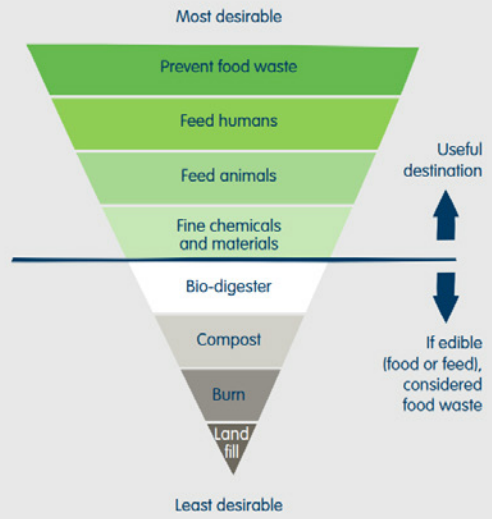 Most desirable
Prevent food waste
Feed humans
Feed animals
Useful
destination
Fine chemicals
and materials
Bio-digester
Compost
If edible
(food or feed),
considered
food waste
Burn
Land
fill
Least desirable